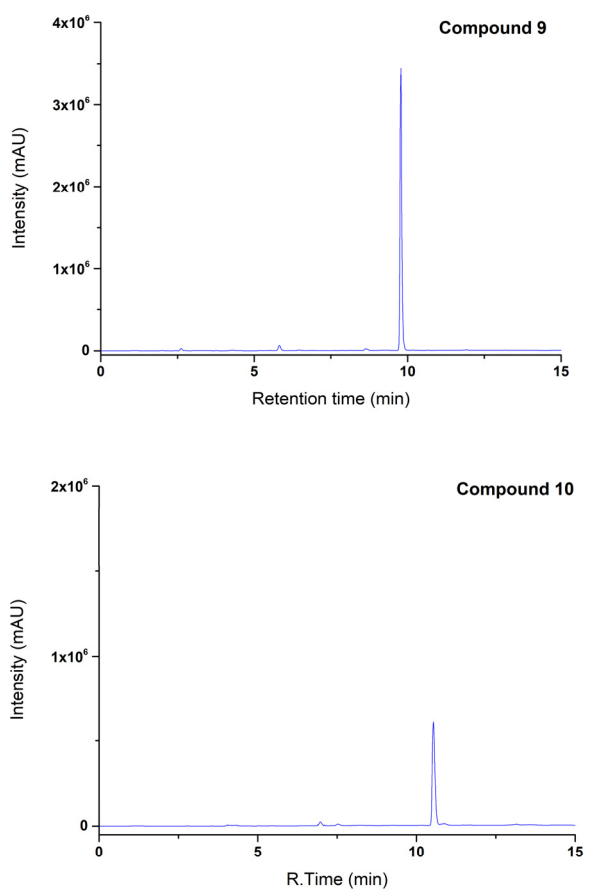 Compound 9
4x10⁶
3x10⁶
2x10⁶
1x10⁶
0
Intensity (mAU)
0 5 10 15
Retention time (min)
Compound 10
2x10⁶
1x10⁶
0
Intensity (mAU)
0 5 10 15
R.Time (min)